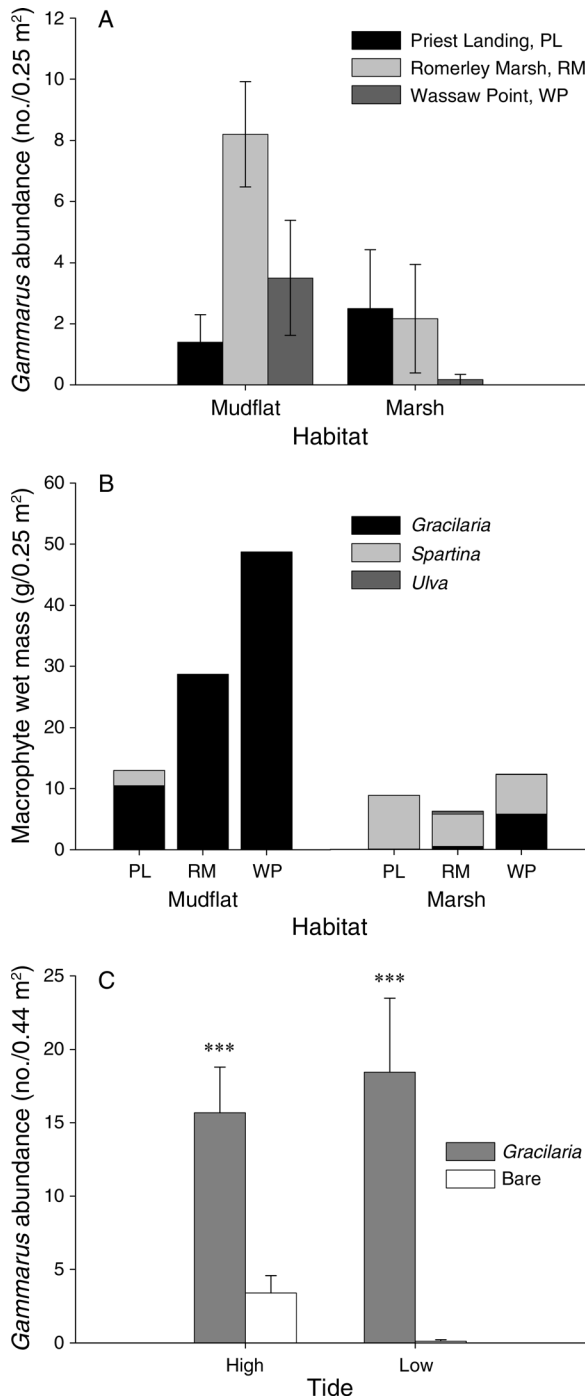 A
Priest Landing, PL
Romerley Marsh, RM
Wassaw Point, WP
Gammarus abundance (no./0.25 m²)
12
10
8
6
4
2
0
Mudflat Marsh
Habitat
B
Gracilaria
Spartina
Ulva
Macrophyte wet mass (g/0.25 m²)
60
50
40
30
20
10
0
PL RM WP PL RM WP
Mudflat Marsh
Habitat
C
*** ***
Gracilaria
Bare
Gammarus abundance (no./0.44 m²)
25
20
15
10
5
0
High Low
Tide